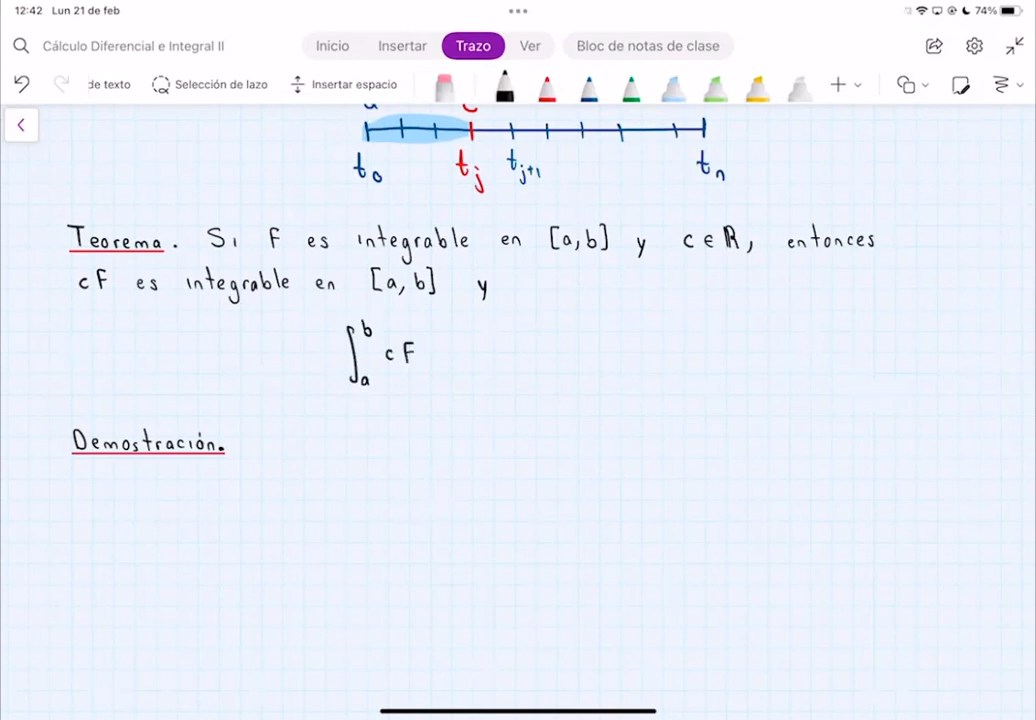 12:42 Lun 21 de feb
74%
Cálculo Diferencial e Integral II
Inicio Insertar Trazo Ver Bloc de notas de clase
de texto Selección de lazo Insertar espacio
t₀ tⱼ tⱼ₊₁ tₙ
Teorema. Si f es integrable en [a,b] y c∈ℝ, entonces
cf es integrable en [a,b] y
∫ₐᵇ cf
Demostración.